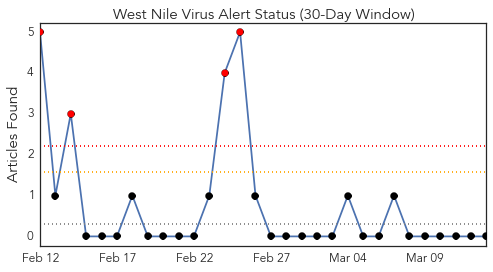 West Nile Virus Alert Status (30-Day Window)
Articles Found
5
4
3
2
1
0
Feb 12 Feb 17 Feb 22 Feb 27 Mar 04 Mar 09